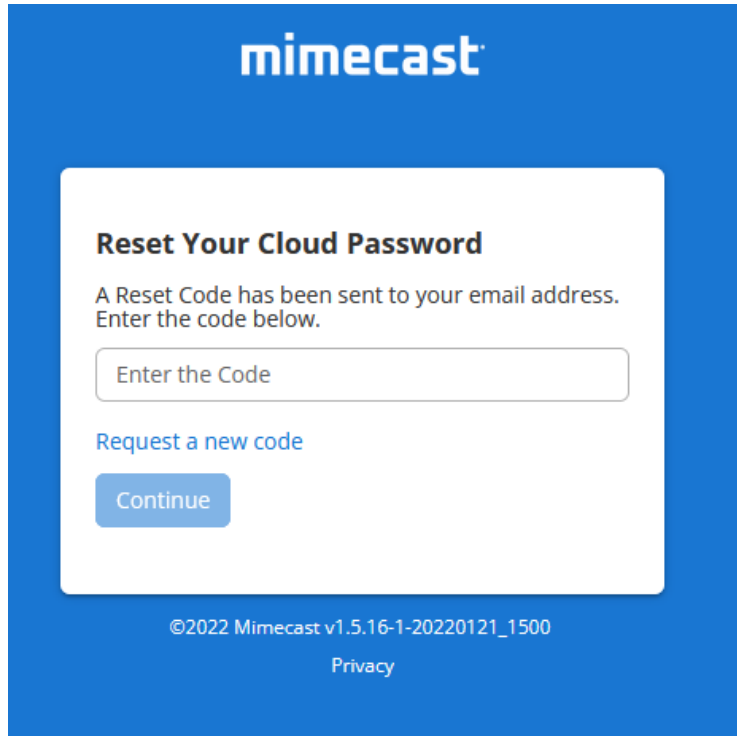 mimecast
Reset Your Cloud Password
A Reset Code has been sent to your email address.
Enter the code below.
Enter the Code
Request a new code
Continue
©2022 Mimecast v1.5.16-1-20220121_1500
Privacy